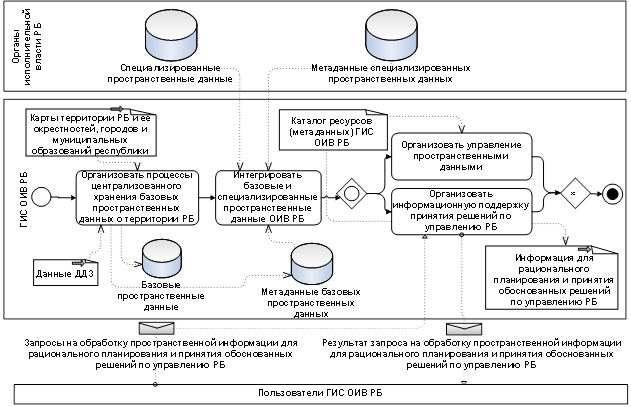 Органы
исполнительной
власти РБ
Специализированные
пространственные данные
Метаданные специализированных
пространственных данных
ГИС ОИВ РБ
Карты территории РБ и ее
окрестностей, городов и
муниципальных
образований республики
Каталог ресурсов
(метаданных) ГИС
ОИВ РБ
Организовать управление
пространственными
данными
Организовать процессы
централизованного
хранения базовых
пространственных
данных о территории РБ
Интегрировать
базовые и
специализированные
пространственные
данные ОИВ РБ
Организовать
информационную поддержку
принятия решений по
управлению РБ
×
Данные ДДЗ
Базовые
пространственные
данные
Метаданные базовых
пространственных
данных
Информация для
рационального
планирования и принятия
обоснованных решений
по управлению РБ
Запросы на обработку пространственной информации для
рационального планирования и принятия обоснованных
решений по управлению РБ
Результат запроса на обработку пространственной информации
для рационального планирования и принятия обоснованных
решений по управлению РБ
Пользователи ГИС ОИВ РБ